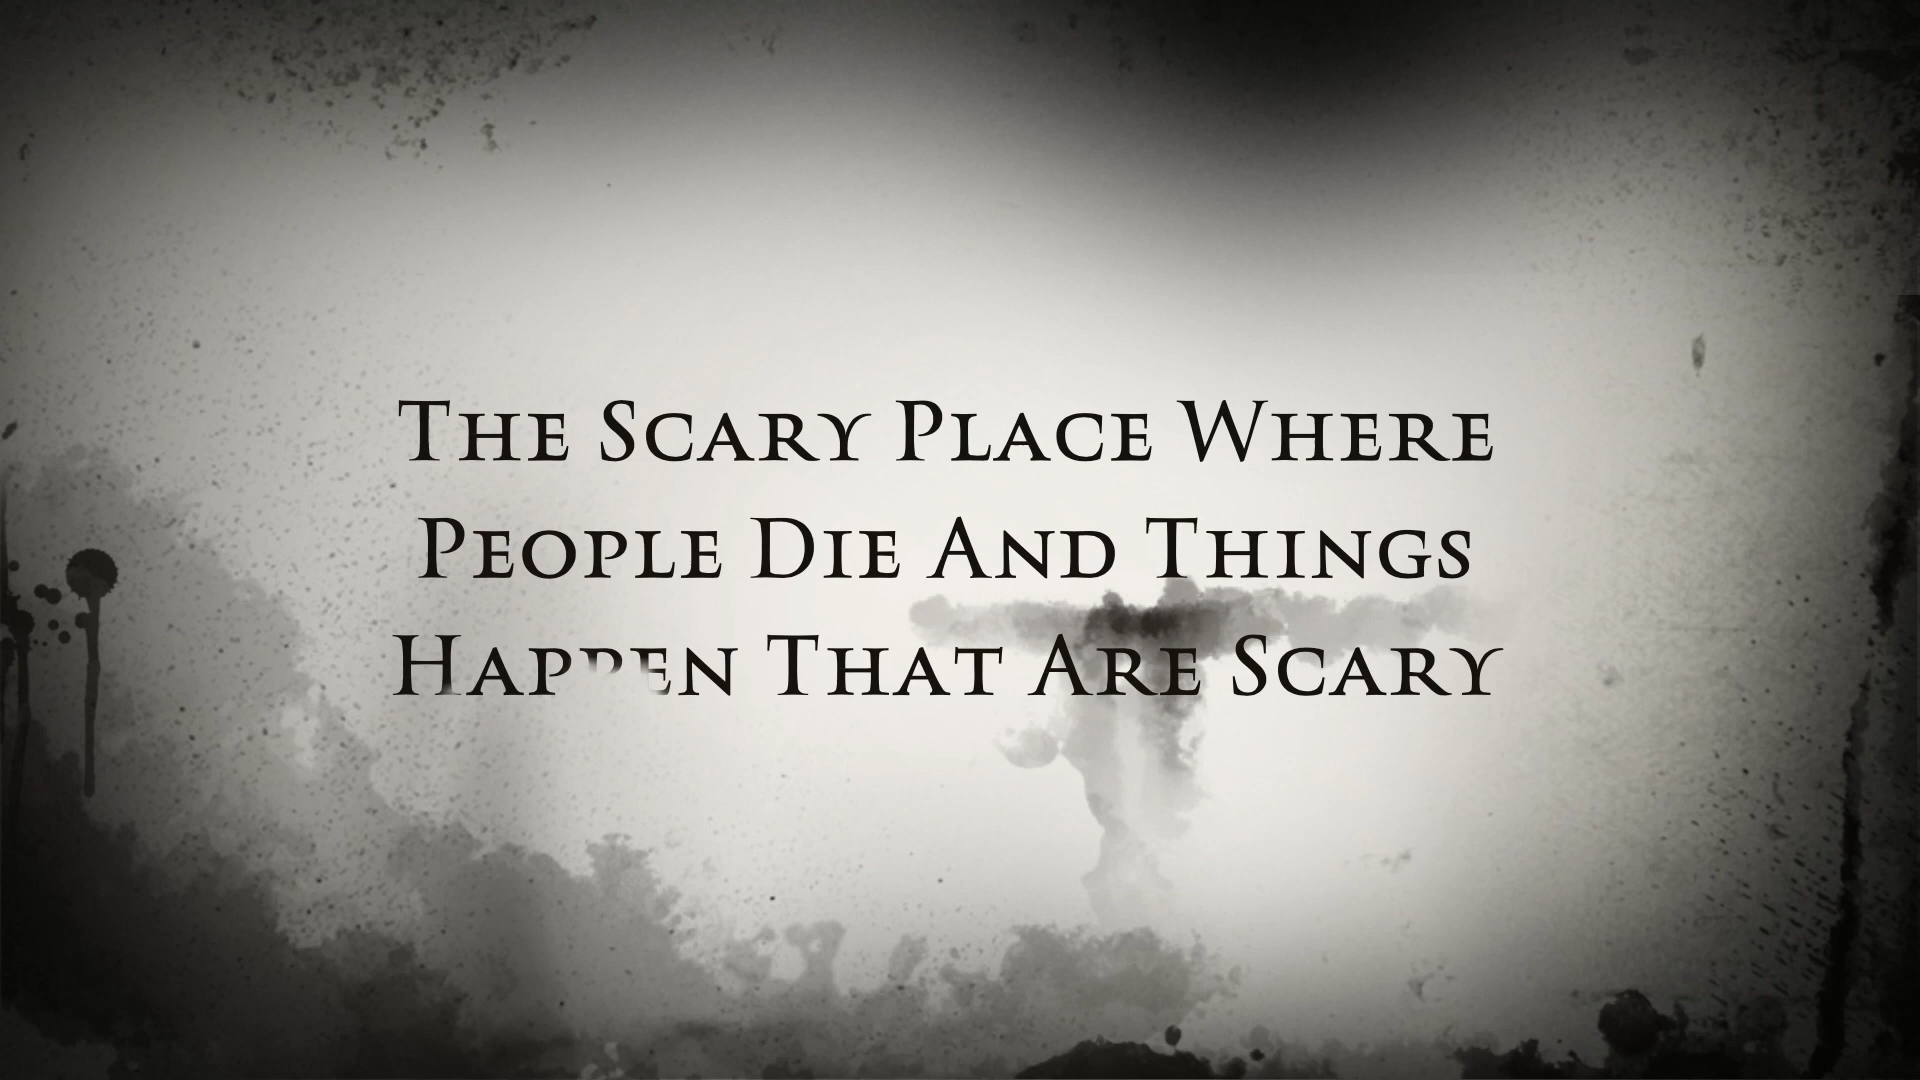 The Scary Place Where
People Die And Things
Happen That Are Scary